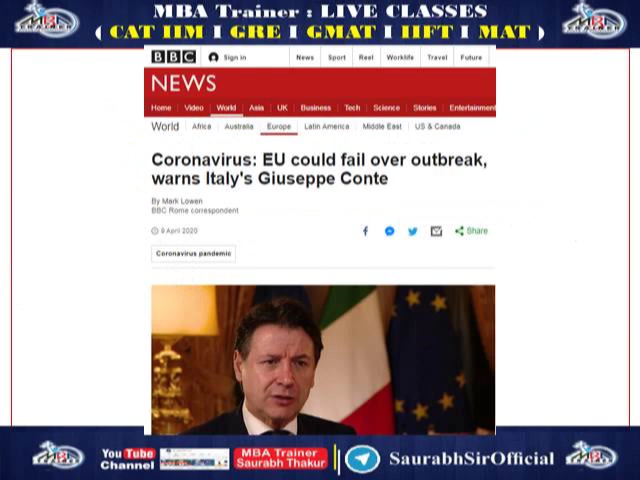 MBA Trainer : LIVE CLASSES
( CAT IIM I GRE I GMAT I IIFT I MAT )
BBC Sign in News Sport Reel Worklife Travel Future
NEWS
Home Video World Asia UK Business Tech Science Stories Entertainment
World Africa Australia Europe Latin America Middle East US & Canada
Coronavirus: EU could fail over outbreak,
warns Italy's Giuseppe Conte
By Mark Lowen
BBC Rome correspondent
9 April 2020
Share
Coronavirus pandemic
YouTube
Channel
MBA Trainer
Saurabh Thakur
SaurabhSirOfficial